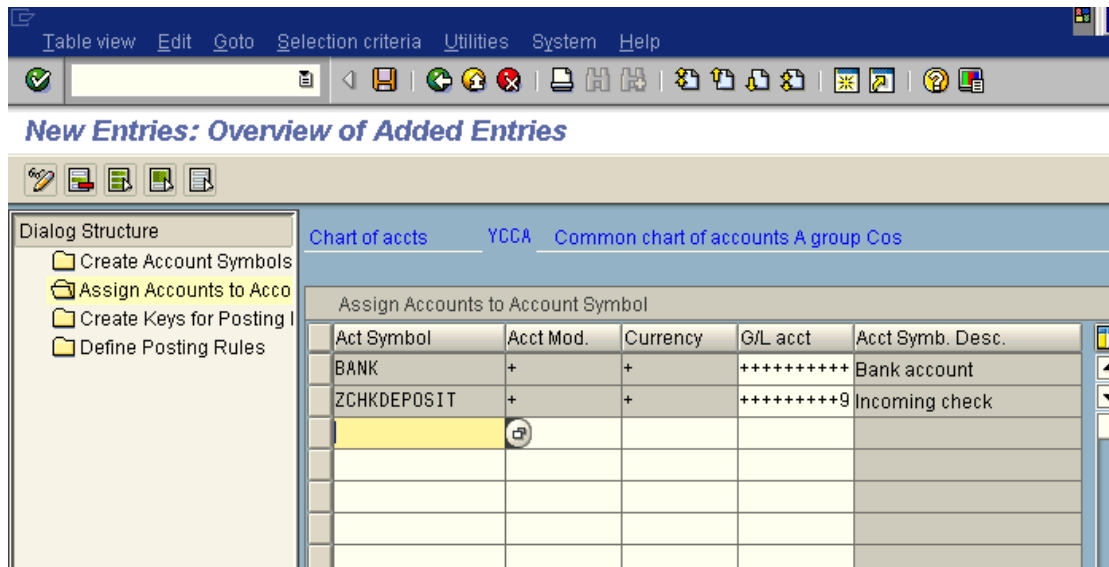 Table view Edit Goto Selection criteria Utilities System Help
New Entries: Overview of Added Entries
Dialog Structure
Create Account Symbols
Assign Accounts to Acco
Create Keys for Posting
Define Posting Rules
Chart of accts YCCA Common chart of accounts A group Cos
Assign Accounts to Account Symbol
Act Symbol Acct Mod. Currency G/L acct Acct Symb. Desc.
BANK + + ++++++++++ Bank account
ZCHKDEPOSIT + + +++++++++9 Incoming check